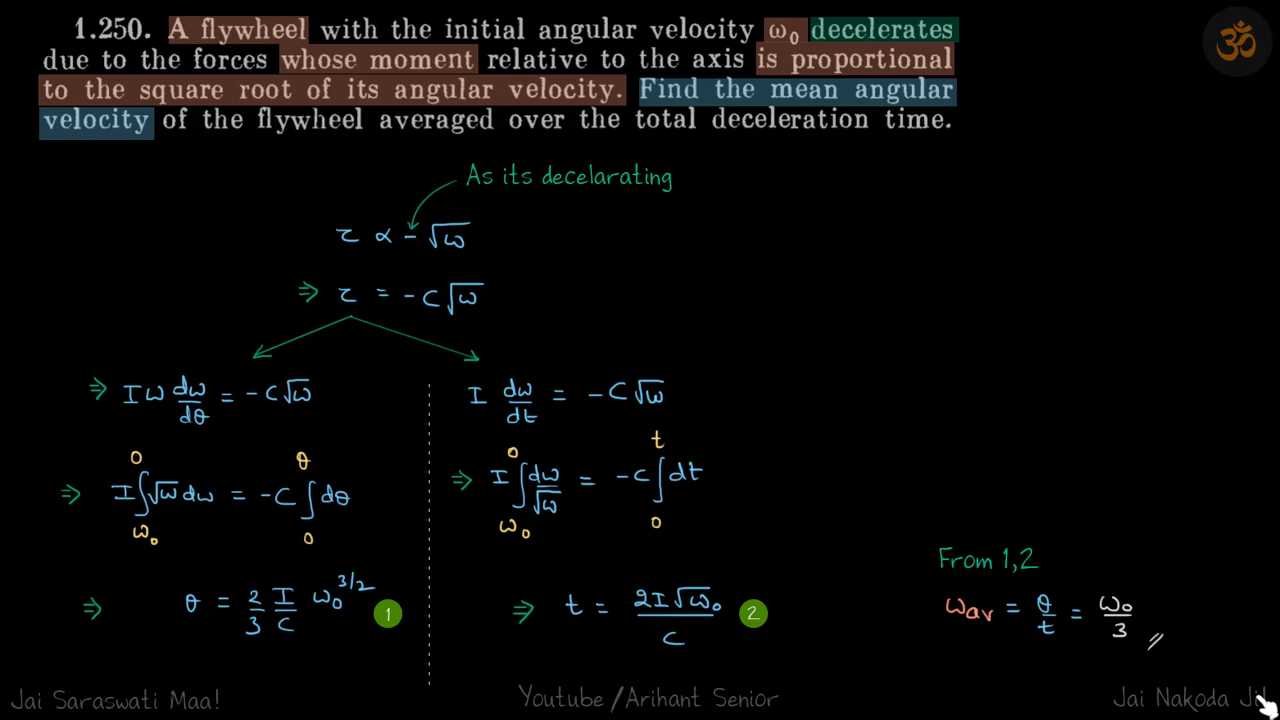 1.250. A flywheel with the initial angular velocity ω₀ decelerates
due to the forces whose moment relative to the axis is proportional
to the square root of its angular velocity. Find the mean angular
velocity of the flywheel averaged over the total deceleration time.
ॐ
As its decelarating
τ ∝ -√ω
⇒ τ = -C√ω
⇒ Iω dω/dθ = -C√ω
⇒ I ∫_{ω₀}^{0} √ω dω = -C ∫_{0}^{θ} dθ
⇒ θ = 2/3 I/C ω₀^{3/2} 1
I dω/dt = -C√ω
⇒ I ∫_{ω₀}^{0} dω/√ω = -C ∫_{0}^{t} dt
⇒ t = 2I√ω₀/C 2
From 1,2
ωav = θ/t = ω₀/3 //
Jai Saraswati Maa!
Youtube /Arihant Senior
Jai Nakoda Ji!